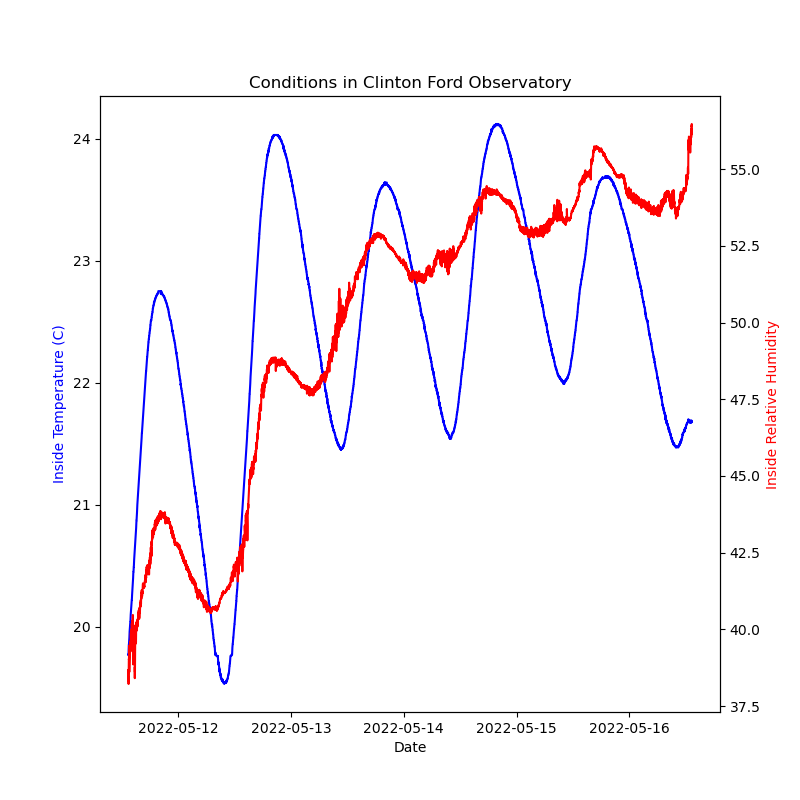 Conditions in Clinton Ford Observatory
Inside Temperature (C)
24
23
22
21
20
55.0
52.5
50.0
47.5
45.0
42.5
40.0
37.5
Inside Relative Humidity
2022-05-12 2022-05-13 2022-05-14 2022-05-15 2022-05-16
Date